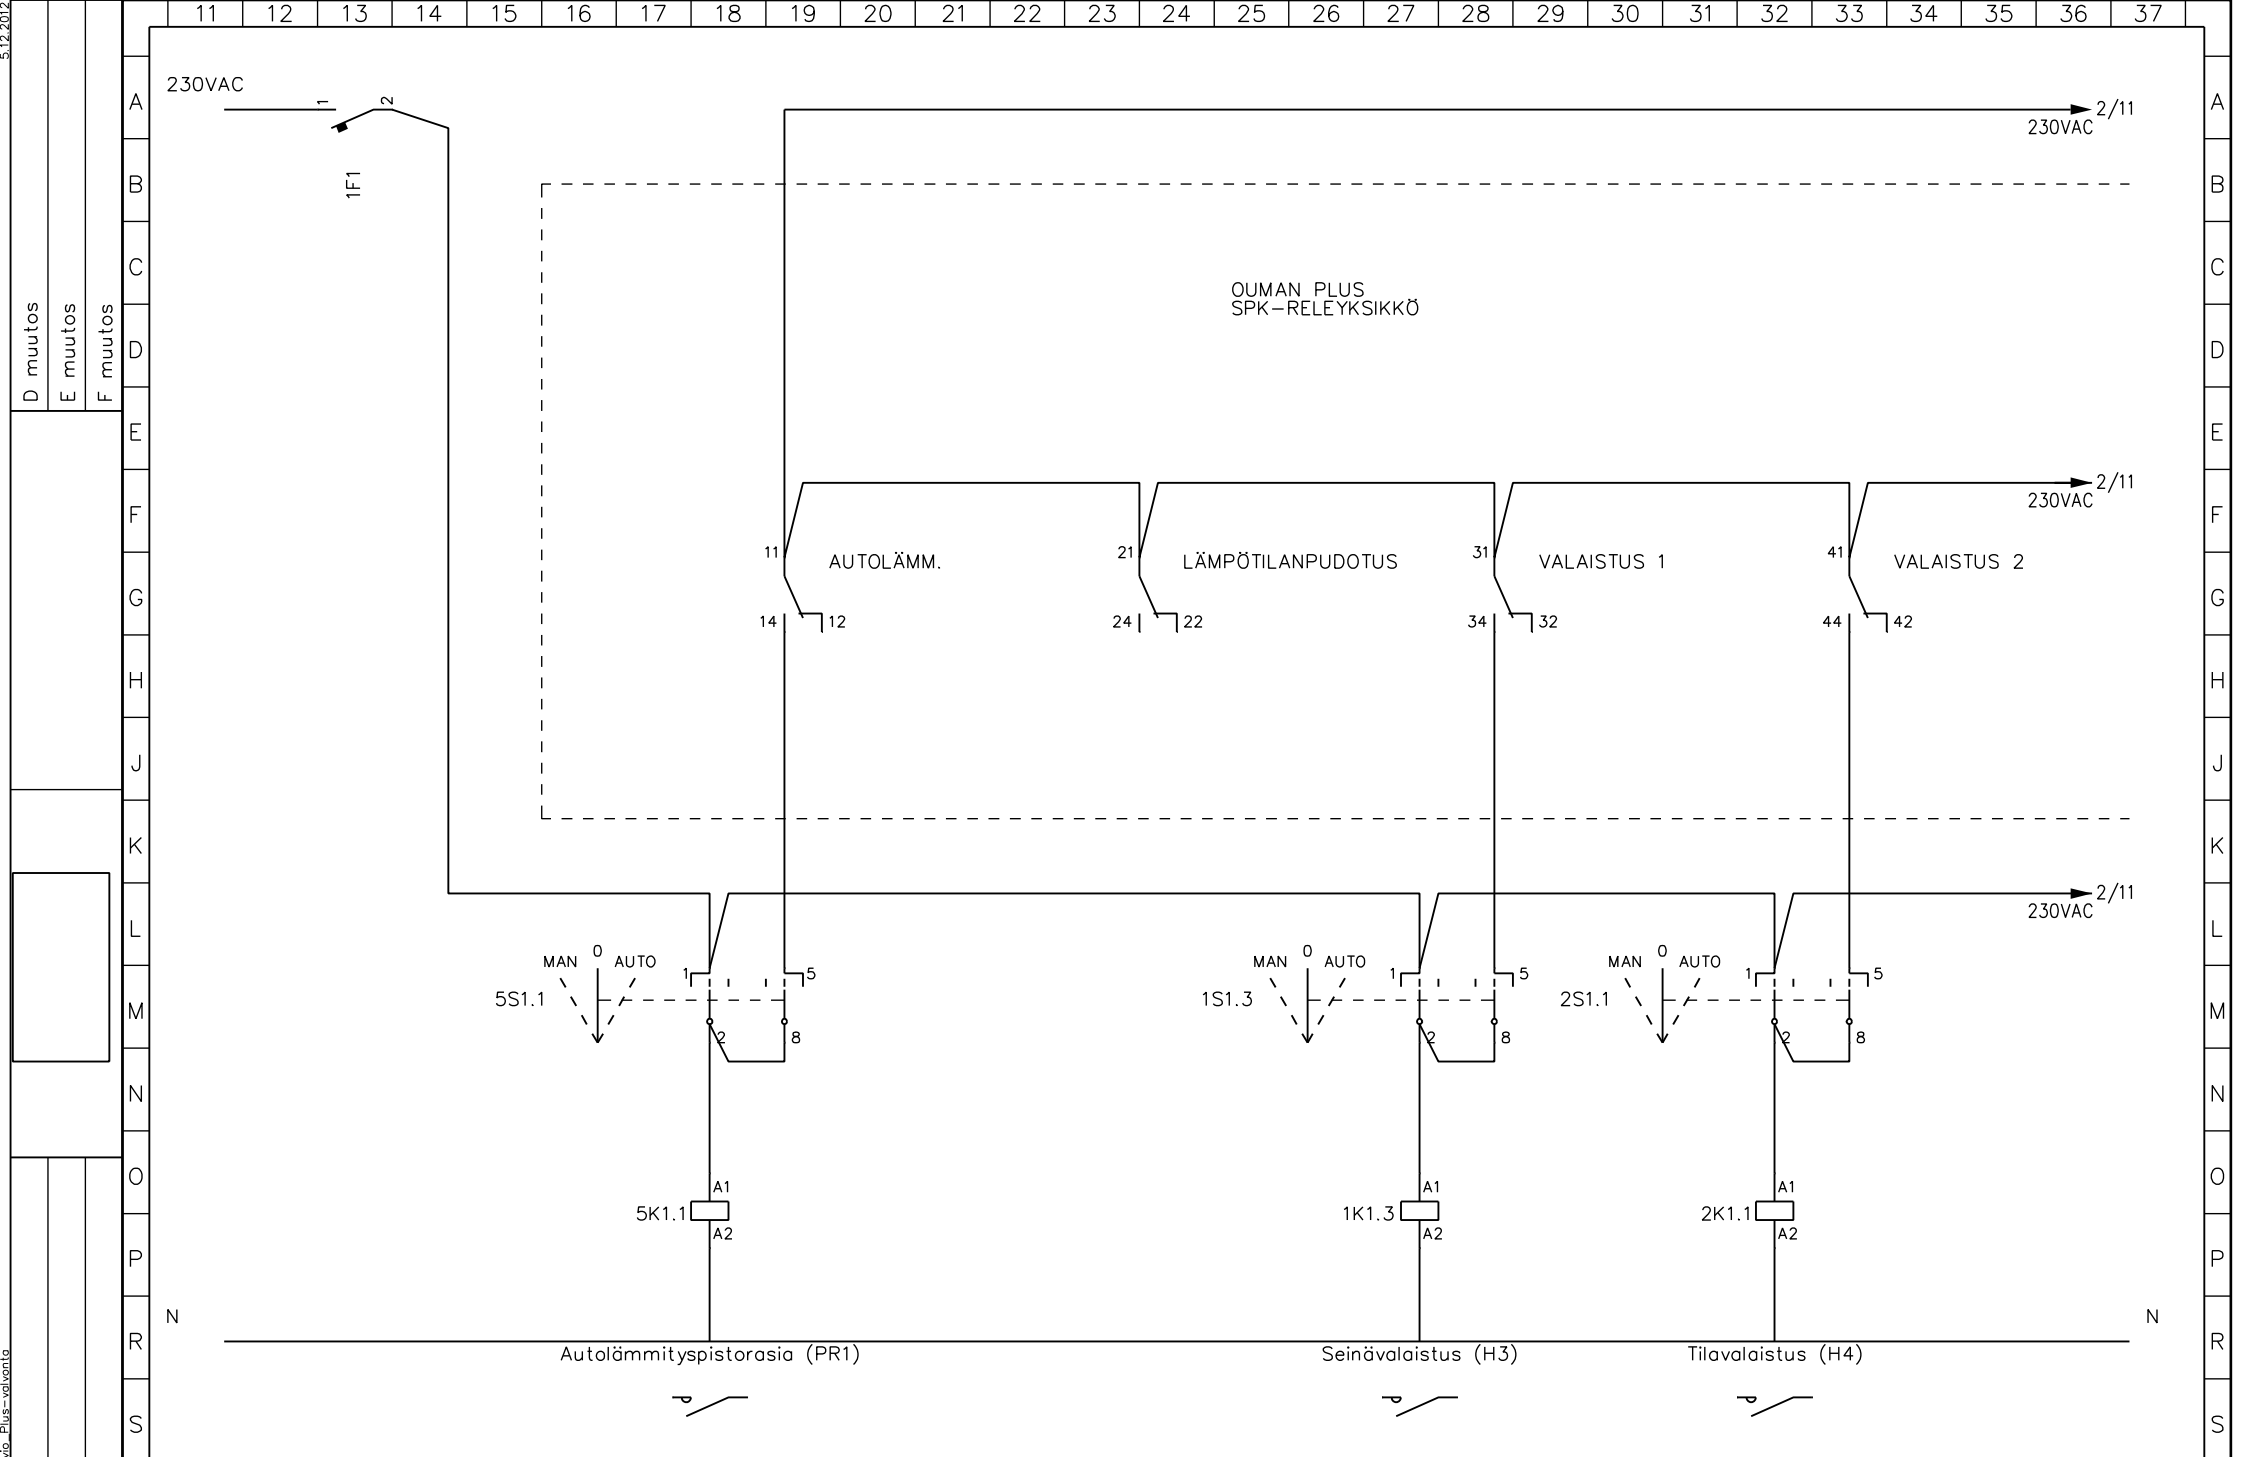 11 12 13 14 15 16 17 18 19 20 21 22 23 24 25 26 27 28 29 30 31 32 33 34 35 36 37
5.12.2012
D muutos
E muutos
F muutos
A
B
C
D
E
F
G
H
J
K
L
M
N
O
P
R
S
230VAC
1 2
1F1
2/11
230VAC
OUMAN PLUS
SPK-RELEYKSIKKÖ
2/11
230VAC
11 AUTOLÄMM. 21 LÄMPÖTILANPUDOTUS 31 VALAISTUS 1 41 VALAISTUS 2
14 12 24 22 34 32 44 42
2/11
230VAC
MAN 0 AUTO 1 5 MAN 0 AUTO 1 5 MAN 0 AUTO 1 5
5S1.1 1S1.3 2S1.1
2 8 2 8 2 8
A1 A1 A1
5K1.1 1K1.3 2K1.1
A2 A2 A2
N N
Autolämmityspistorasia (PR1) Seinävalaistus (H3) Tilavalaistus (H4)
A
B
C
D
E
F
G
H
J
K
L
M
N
O
P
R
S